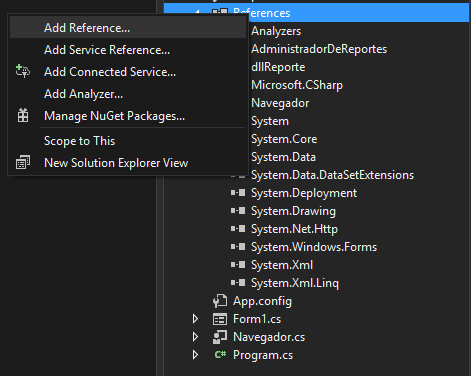 References
Add Reference...
Add Service Reference...
Add Connected Service...
Add Analyzer...
Manage NuGet Packages...
Scope to This
New Solution Explorer View
Analyzers
AdministradorDeReportes
dllReporte
Microsoft.CSharp
Navegador
System
System.Core
System.Data
System.Data.DataSetExtensions
System.Deployment
System.Drawing
System.Net.Http
System.Windows.Forms
System.Xml
System.Xml.Linq
App.config
Form1.cs
Navegador.cs
C# Program.cs